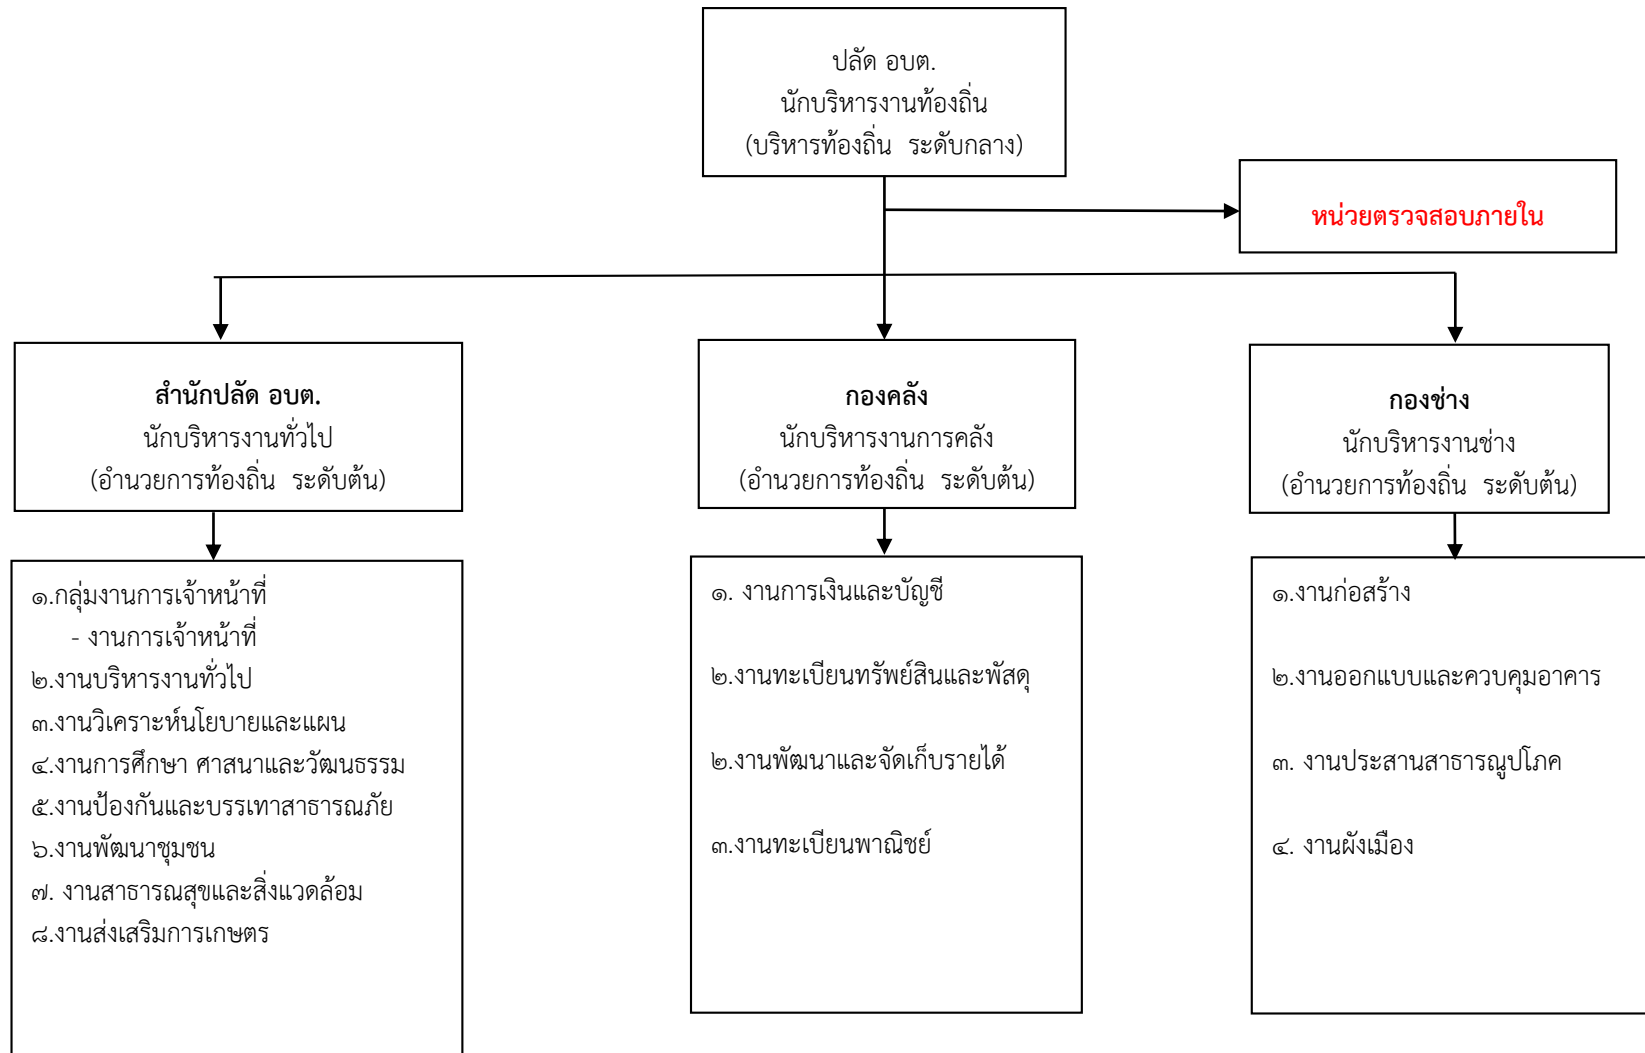 ปลัด อบต.
นักบริหารงานท้องถิ่น
(บริหารท้องถิ่น ระดับกลาง)
หน่วยตรวจสอบภายใน
สำนักปลัด อบต.
นักบริหารงานทั่วไป
(อำนวยการท้องถิ่น ระดับต้น)
กองคลัง
นักบริหารงานการคลัง
(อำนวยการท้องถิ่น ระดับต้น)
กองช่าง
นักบริหารงานช่าง
(อำนวยการท้องถิ่น ระดับต้น)
๑.กลุ่มงานการเจ้าหน้าที่
- งานการเจ้าหน้าที่
๒.งานบริหารงานทั่วไป
๓.งานวิเคราะห์นโยบายและแผน
๔.งานการศึกษา ศาสนาและวัฒนธรรม
๕.งานป้องกันและบรรเทาสาธารณภัย
๖.งานพัฒนาชุมชน
๗. งานสาธารณสุขและสิ่งแวดล้อม
๘.งานส่งเสริมการเกษตร
๑. งานการเงินและบัญชี
๒.งานทะเบียนทรัพย์สินและพัสดุ
๒.งานพัฒนาและจัดเก็บรายได้
๓.งานทะเบียนพาณิชย์
๑.งานก่อสร้าง
๒.งานออกแบบและควบคุมอาคาร
๓. งานประสานสาธารณูปโภค
๔. งานผังเมือง